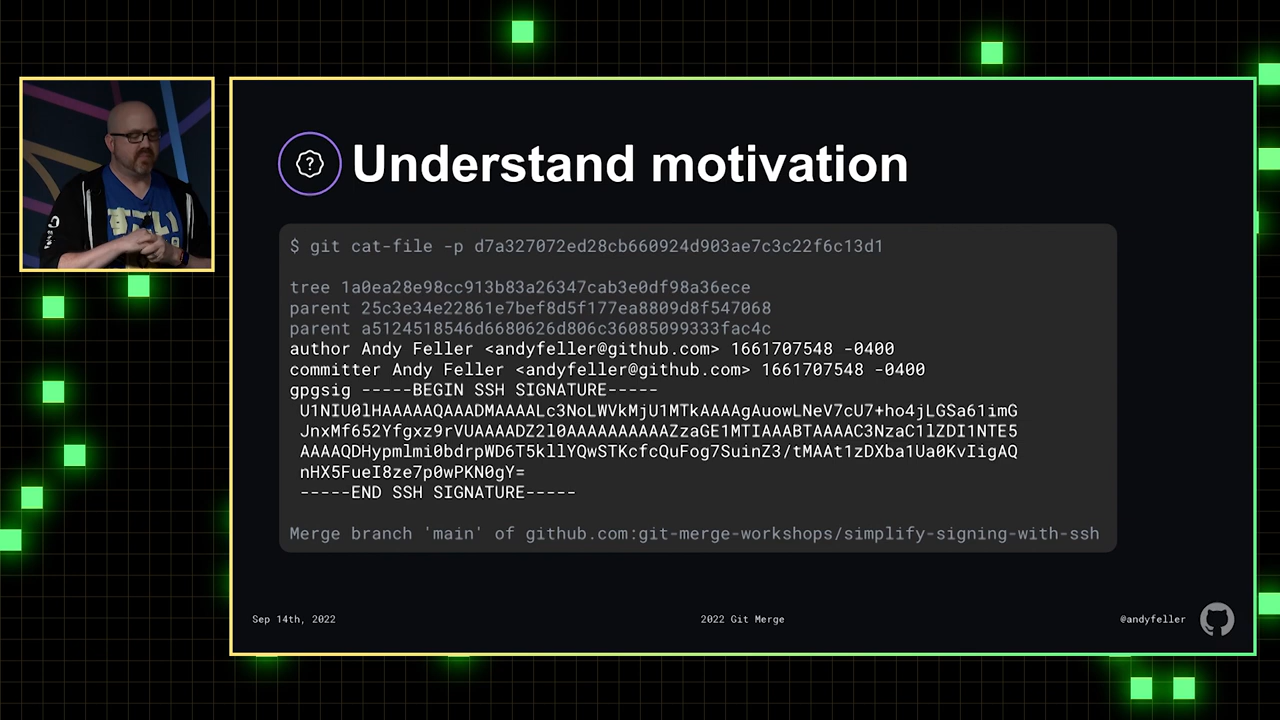 Understand motivation
$ git cat-file -p d7a327072ed28cb660924d903ae7c3c22f6c13d1
tree 1a0ea28e98cc913b83a26347cab3e0df98a36ece
parent 25c3e34e22861e7bef8d5f177ea8809d8f547068
parent a5124518546d6680626d806c36085099333fac4c
author Andy Feller <andyfeller@github.com> 1661707548 -0400
committer Andy Feller <andyfeller@github.com> 1661707548 -0400
gpgsig -----BEGIN SSH SIGNATURE-----
U1NIU0lHAAAAAQAAADMAAAALc3NoLWVkMjU1MTkAAAAgAuowLNeV7cU7+ho4jLGSa61imG
JnxMf652Yfgxz9rVUAAAADZ2l0AAAAAAAAAAZzaGE1MTIAAABTAAAAC3NzaC1lZDI1NTE5
AAAAQDHypmlmi0bdrpWD6T5kllYQwSTKcfcQuFog7SuinZ3/tMAAt1zDXba1Ua0KvIigAQ
nHX5FueI8ze7p0wPKN0gY=
-----END SSH SIGNATURE-----
Merge branch 'main' of github.com:git-merge-workshops/simplify-signing-with-ssh
Sep 14th, 2022
2022 Git Merge
@andyfeller